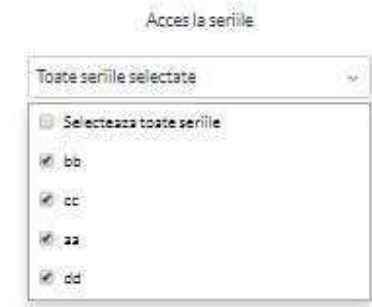 Acces la seriile
Toate seriile selectate
Selecteaza toate seriile
bb
cc
aa
dd